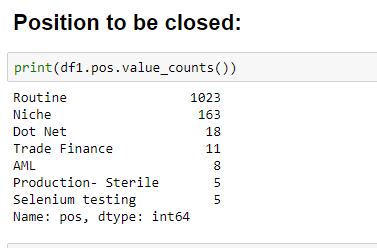 Position to be closed:
print(df1.pos.value_counts())
Routine 1023
Niche 163
Dot Net 18
Trade Finance 11
AML 8
Production- Sterile 5
Selenium testing 5
Name: pos, dtype: int64